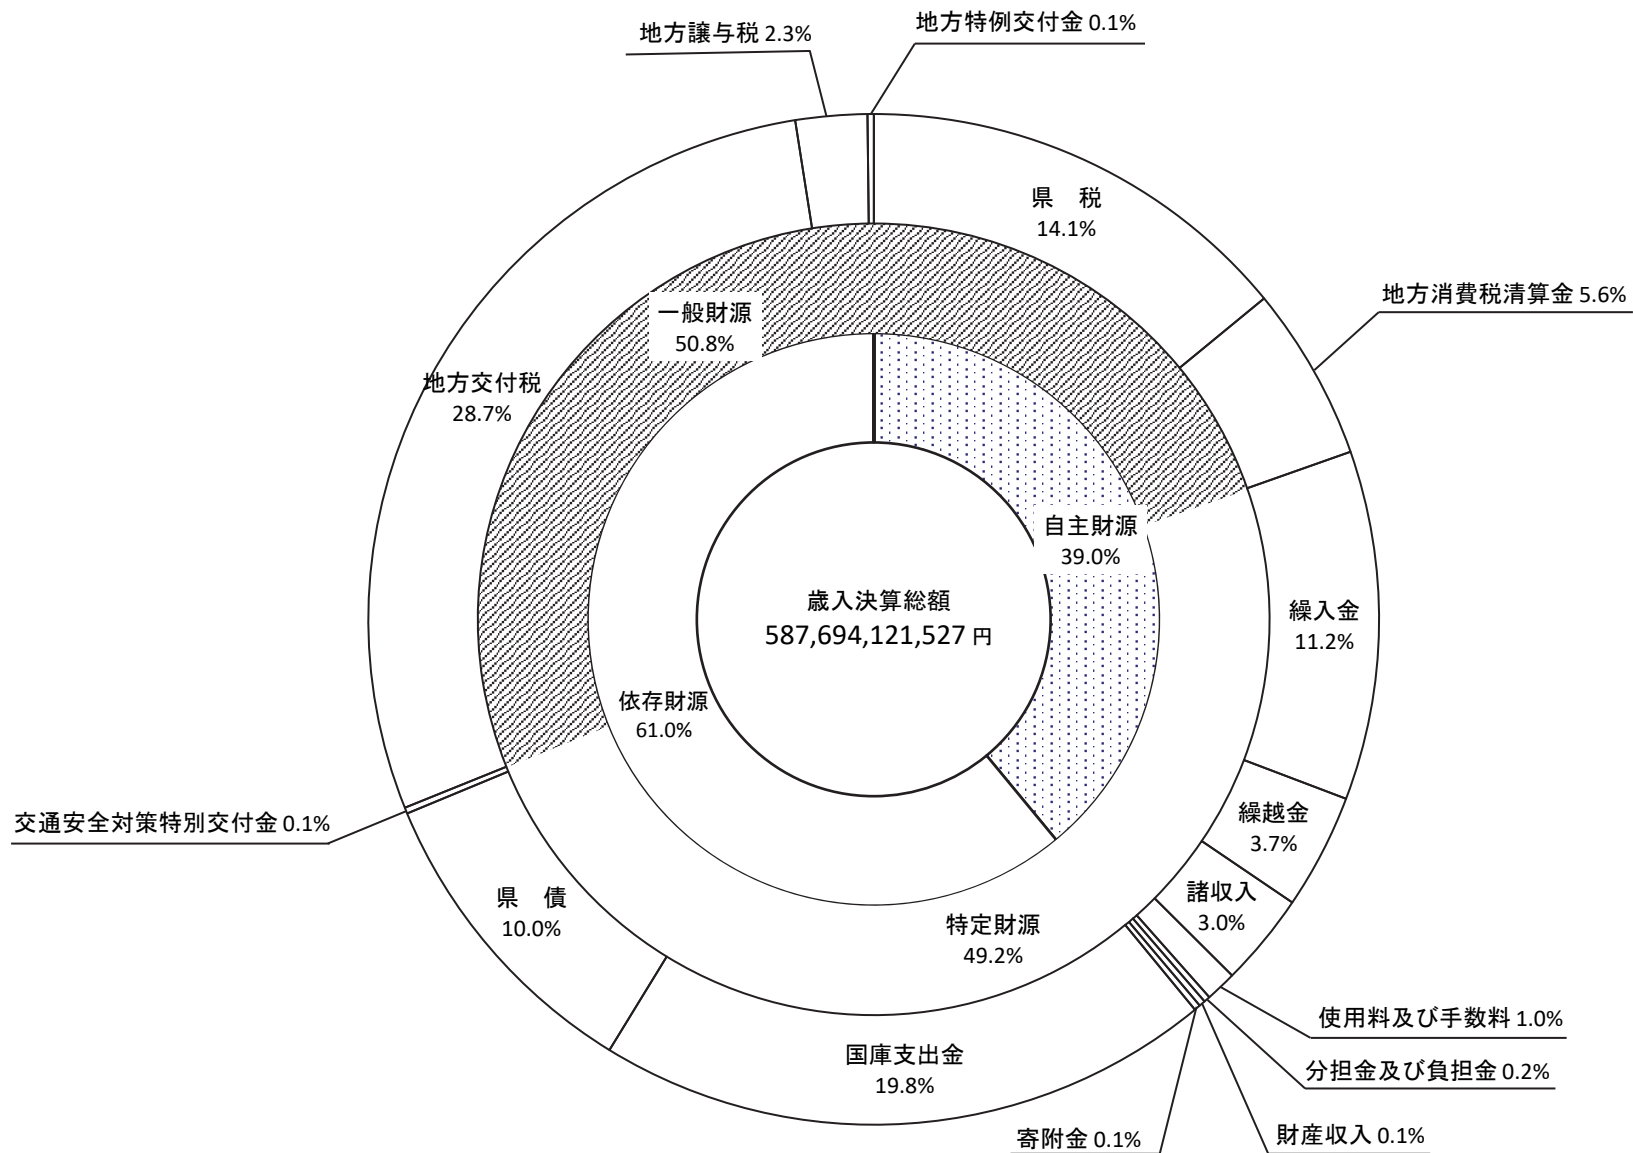 地方特例交付金 0.1%
地方譲与税 2.3%
県　税
14.1%
地方消費税清算金 5.6%
一般財源
50.8%
地方交付税
28.7%
自主財源
39.0%
歳入決算総額
587,694,121,527 円
繰入金
11.2%
依存財源
61.0%
繰越金
3.7%
交通安全対策特別交付金 0.1%
諸収入
3.0%
県　債
10.0%
特定財源
49.2%
使用料及び手数料 1.0%
国庫支出金
19.8%
分担金及び負担金 0.2%
財産収入 0.1%
寄附金 0.1%